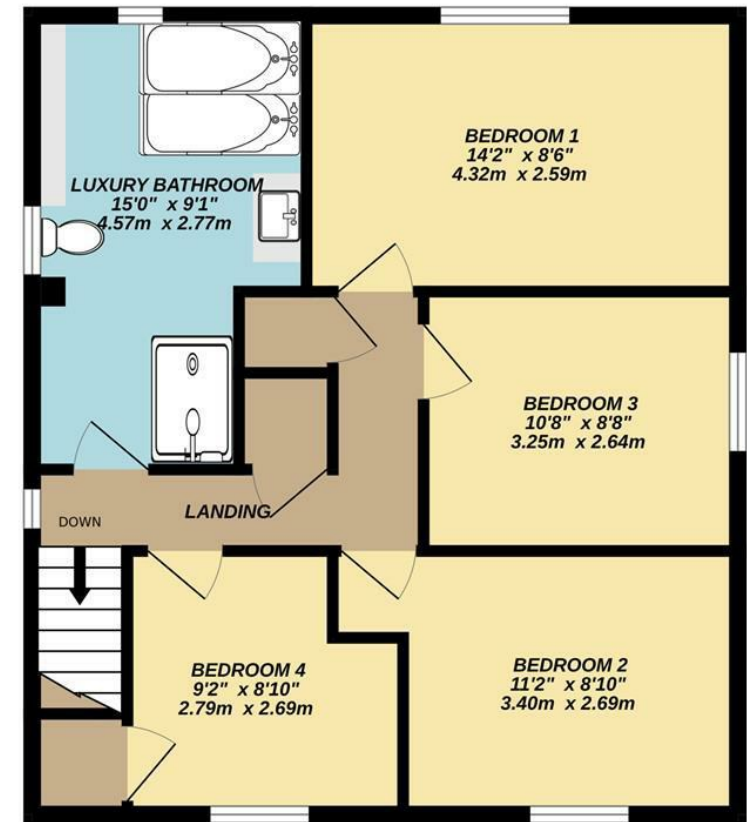 BEDROOM 1
14'2" x 8'6"
4.32m x 2.59m
LUXURY BATHROOM
15'0" x 9'1"
4.57m x 2.77m
BEDROOM 3
10'8" x 8'8"
3.25m x 2.64m
LANDING
DOWN
BEDROOM 4
9'2" x 8'10"
2.79m x 2.69m
BEDROOM 2
11'2" x 8'10"
3.40m x 2.69m